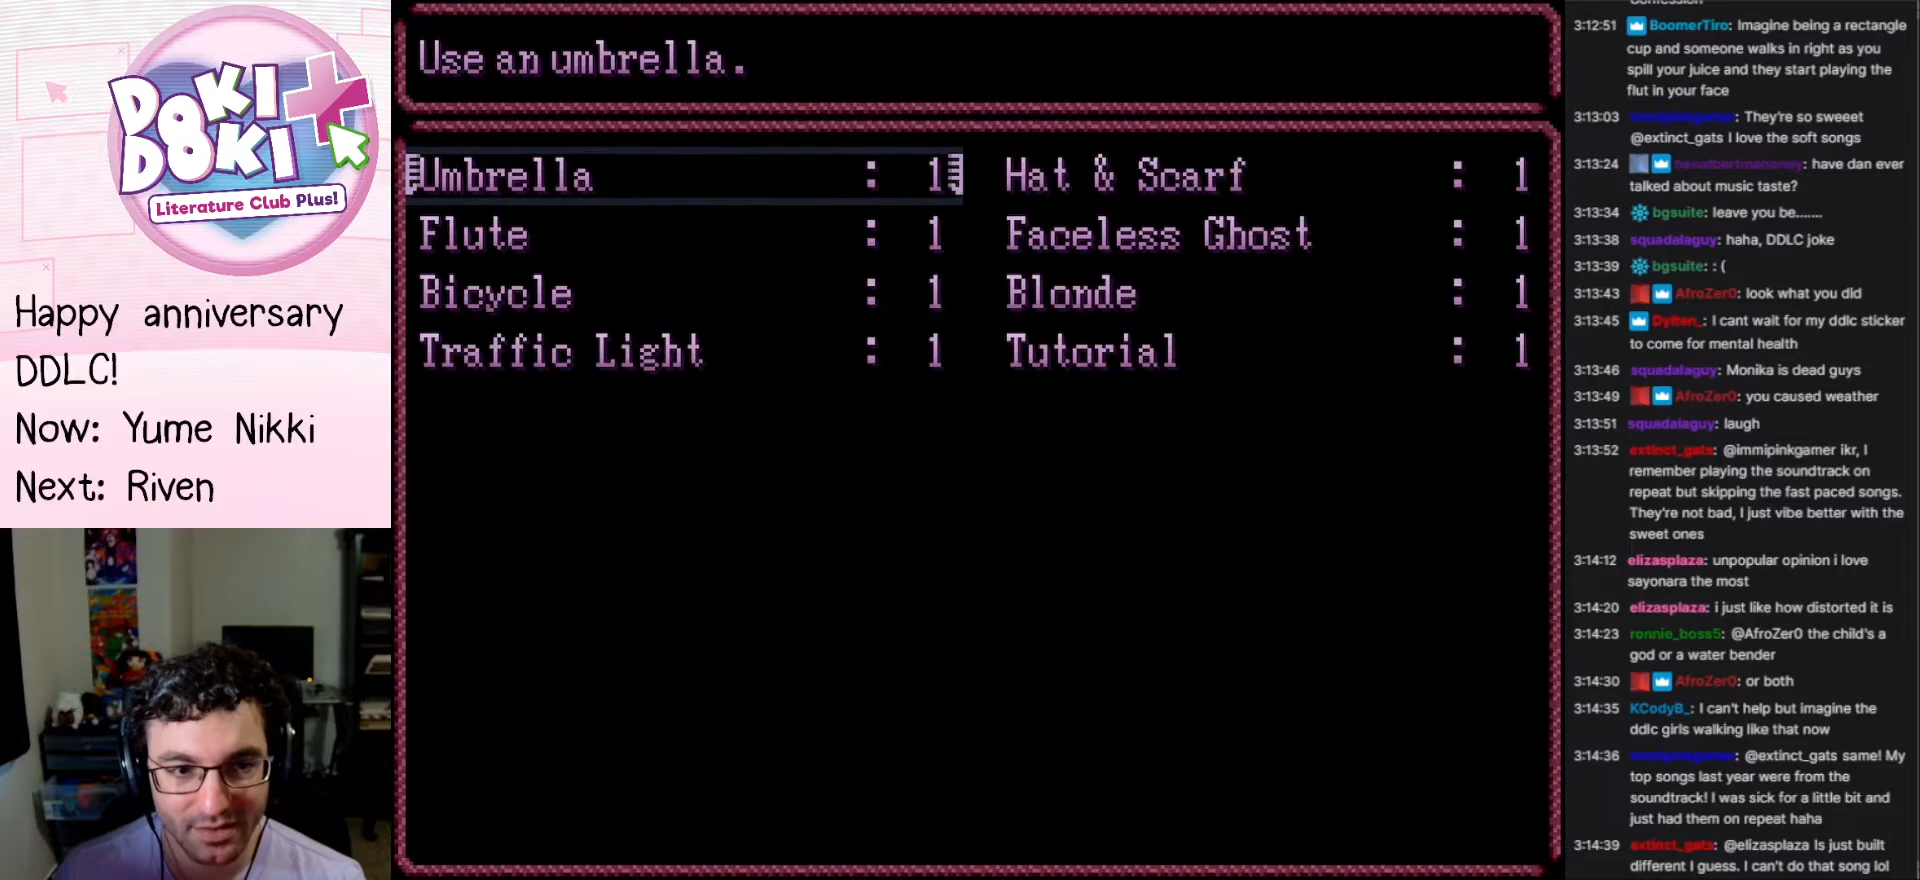 DOKI
DOKI
Literature Club Plus!
Happy anniversary
DDLC!
Now: Yume Nikki
Next: Riven
Use an umbrella.
Umbrella : 1 Hat & Scarf : 1
Flute : 1 Faceless Ghost : 1
Bicycle : 1 Blonde : 1
Traffic Light : 1 Tutorial : 1
3:12:51 BoomerTiro: Imagine being a rectangle
cup and someone walks in right as you
spill your juice and they start playing the
flut in your face
3:13:03 immipinkgamer: They're so sweeet
@extinct_gats I love the soft songs
3:13:24 have dan ever
talked about music taste?
3:13:34 bgsuite: leave you be.......
3:13:38 squadalaguy: haha, DDLC joke
3:13:39 bgsuite: : (
3:13:43 AfroZer0: look what you did
3:13:45 I cant wait for my ddlc sticker
to come for mental health
3:13:46 squadalaguy: Monika is dead guys
3:13:49 AfroZer0: you caused weather
3:13:51 squadalaguy: laugh
3:13:52 extinct_gats: @immipinkgamer ikr, I
remember playing the soundtrack on
repeat but skipping the fast paced songs.
They're not bad, I just vibe better with the
sweet ones
3:14:12 elizasplaza: unpopular opinion i love
sayonara the most
3:14:20 elizasplaza: i just like how distorted it is
3:14:23 ronnie_boss5: @AfroZer0 the child's a
god or a water bender
3:14:30 AfroZer0: or both
3:14:35 KCodyB_: I can't help but imagine the
ddlc girls walking like that now
3:14:36 immipinkgamer: @extinct_gats same! My
top songs last year were from the
soundtrack! I was sick for a little bit and
just had them on repeat haha
3:14:39 extinct_gats: @elizasplaza Is just built
different I guess. I can't do that song lol